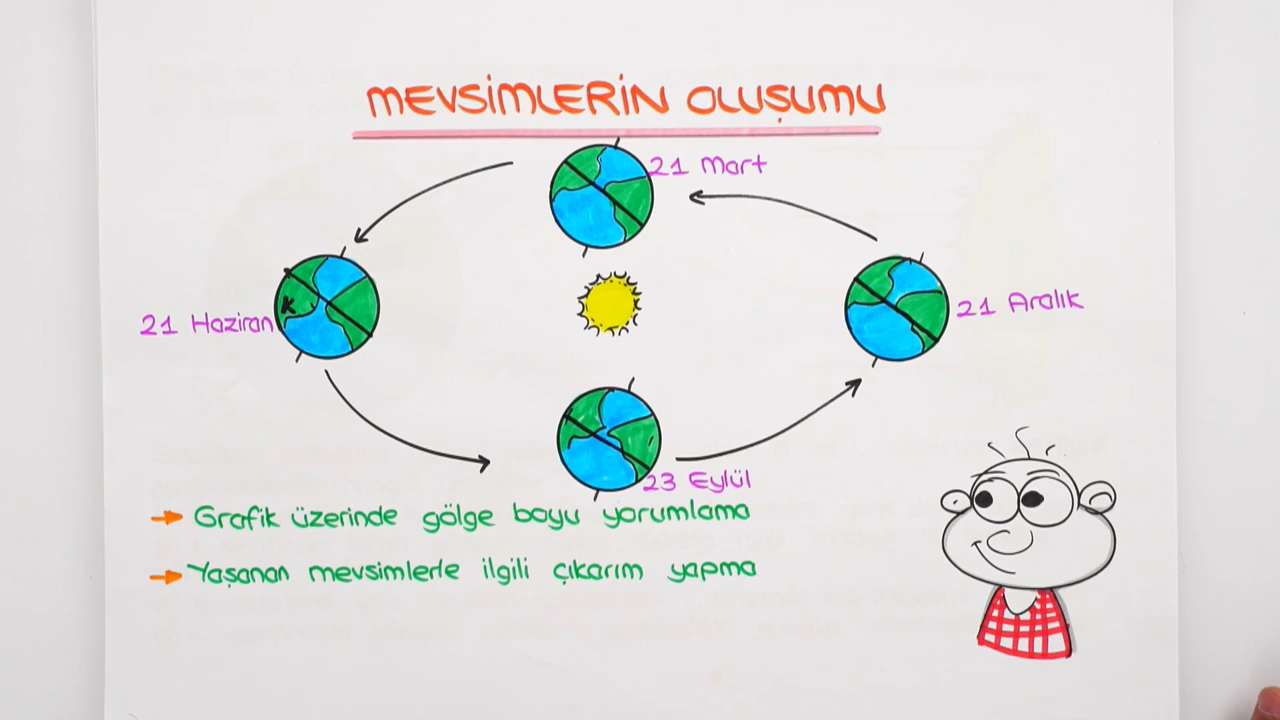 MEVSİMLERİN OLUŞUMU
21 Mart
21 Haziran
K
21 Aralık
23 Eylül
Grafik üzerinde gölge boyu yorumlama
Yaşanan mevsimlerle ilgili çıkarım yapma